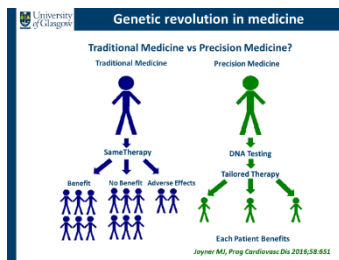 University
of Glasgow
Genetic revolution in medicine
Traditional Medicine vs Precision Medicine?
Traditional Medicine
Precision Medicine
SameTherapy
DNA Testing
Tailored Therapy
Benefit
No Benefit
Adverse Effects
Each Patient Benefits
Joyner MJ, Prog Cardiovasc Dis 2016;58:651